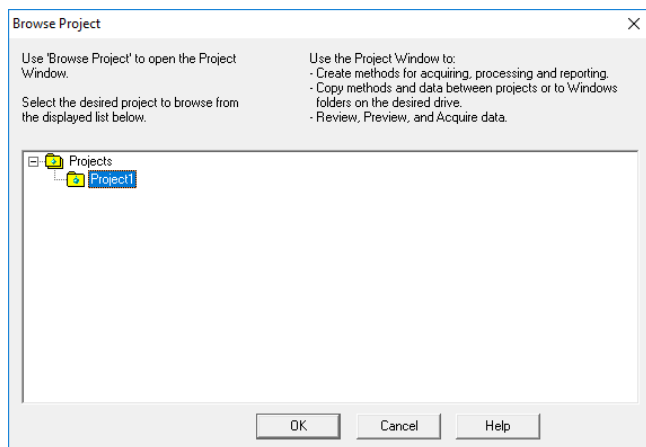 Browse Project
Use 'Browse Project' to open the Project
Window.
Select the desired project to browse from
the displayed list below.
Use the Project Window to:
- Create methods for acquiring, processing and reporting.
- Copy methods and data between projects or to Windows
folders on the desired drive.
- Review, Preview, and Acquire data.
Projects
Project1
OK
Cancel
Help